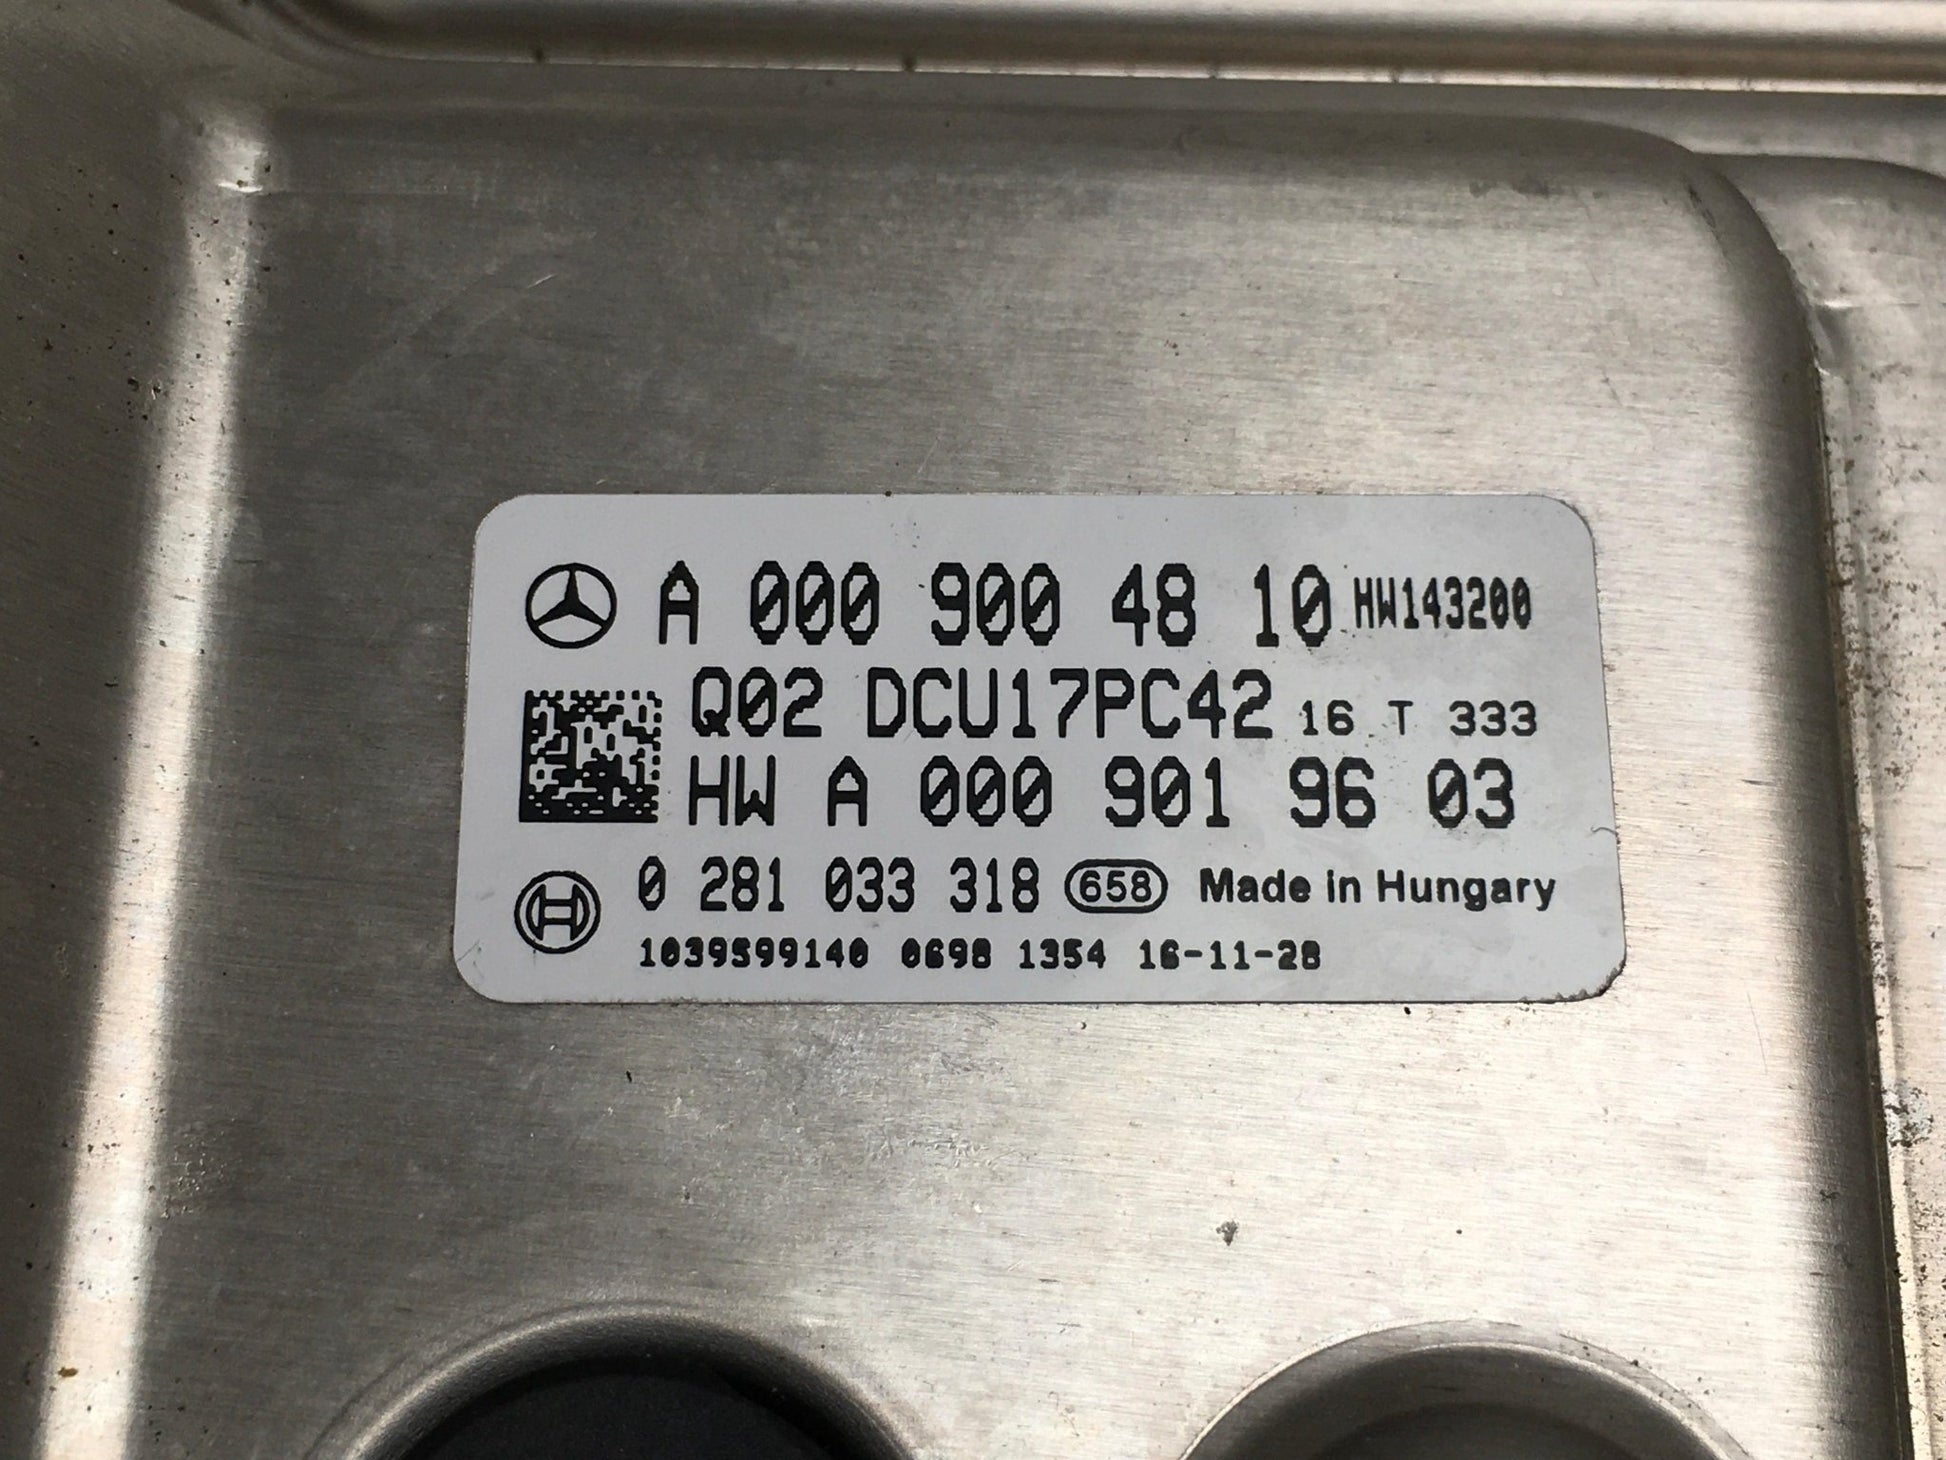 A 000 900 48 10 HW143200
Q02 DCU17PC42 16 T 333
HW A 000 901 96 03
0 281 033 318 658 Made in Hungary
1039S99140 0698 1354 16-11-28